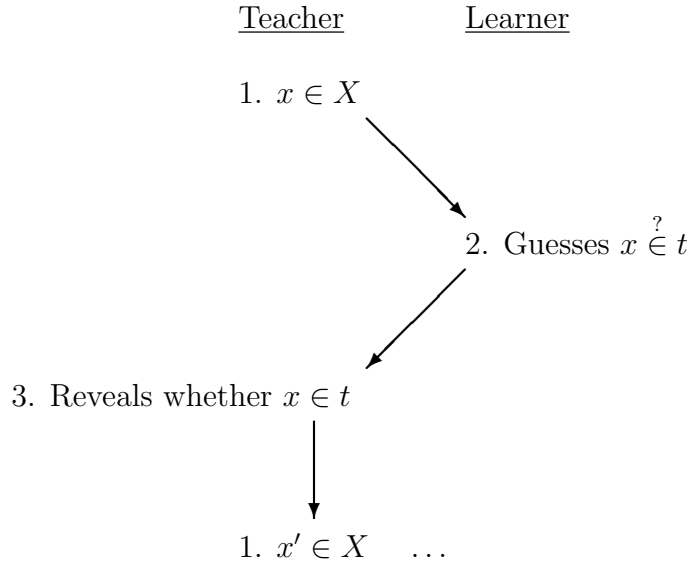 Teacher Learner
1. x ∈ X
2. Guesses x ∈? t
3. Reveals whether x ∈ t
1. x′ ∈ X ...